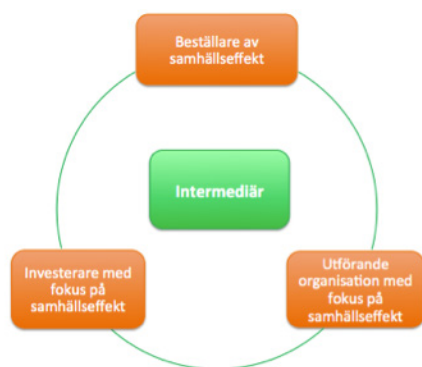 Beställare av
samhällseffekt
Intermediär
Investerare med
fokus på
samhällseffekt
Utförande
organisation med
fokus på
samhällseffekt